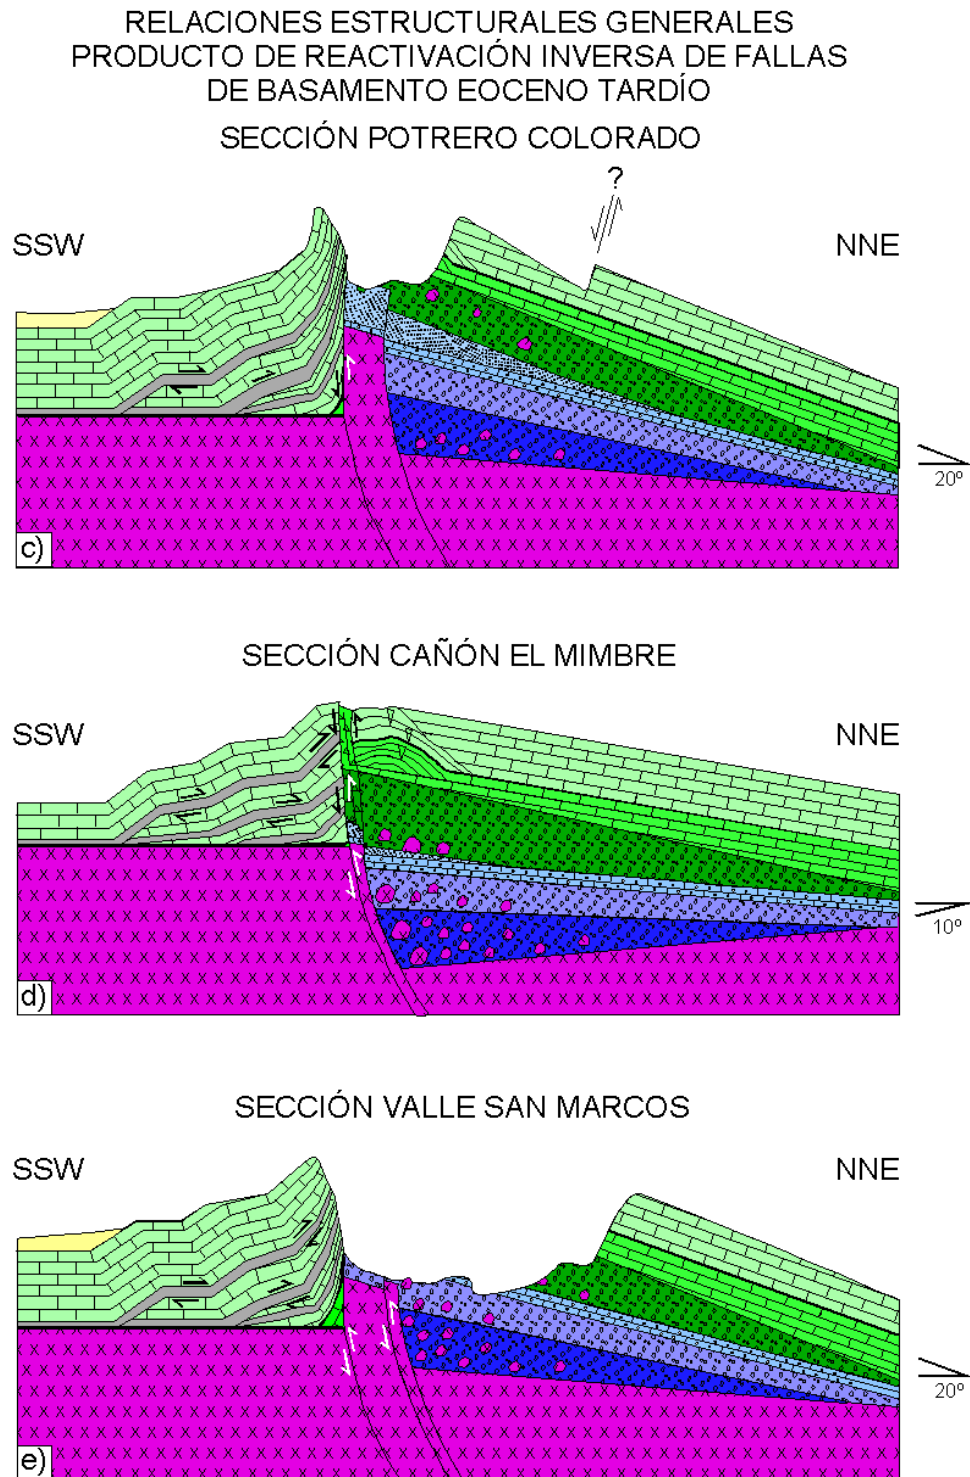 RELACIONES ESTRUCTURALES GENERALES
PRODUCTO DE REACTIVACIÓN INVERSA DE FALLAS
DE BASAMENTO EOCENO TARDÍO
SECCIÓN POTRERO COLORADO
?
SSW
NNE
20º
c)
SECCIÓN CAÑÓN EL MIMBRE
SSW
NNE
10º
d)
SECCIÓN VALLE SAN MARCOS
SSW
NNE
20º
e)